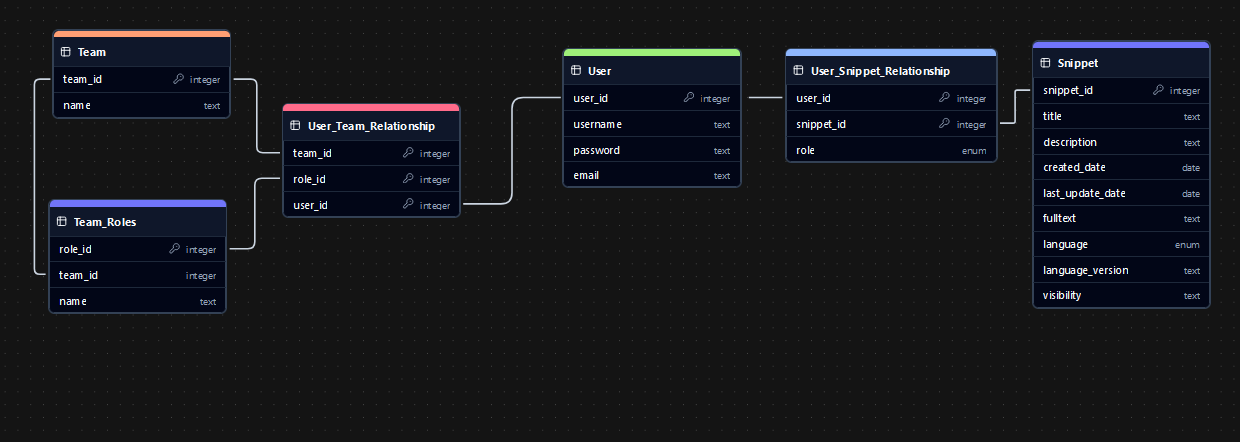 Team
team_id integer
name text
Team_Roles
role_id integer
team_id integer
name text
User_Team_Relationship
team_id integer
role_id integer
user_id integer
User
user_id integer
username text
password text
email text
User_Snippet_Relationship
user_id integer
snippet_id integer
role enum
Snippet
snippet_id integer
title text
description text
created_date date
last_update_date date
fulltext text
language enum
language_version text
visibility text